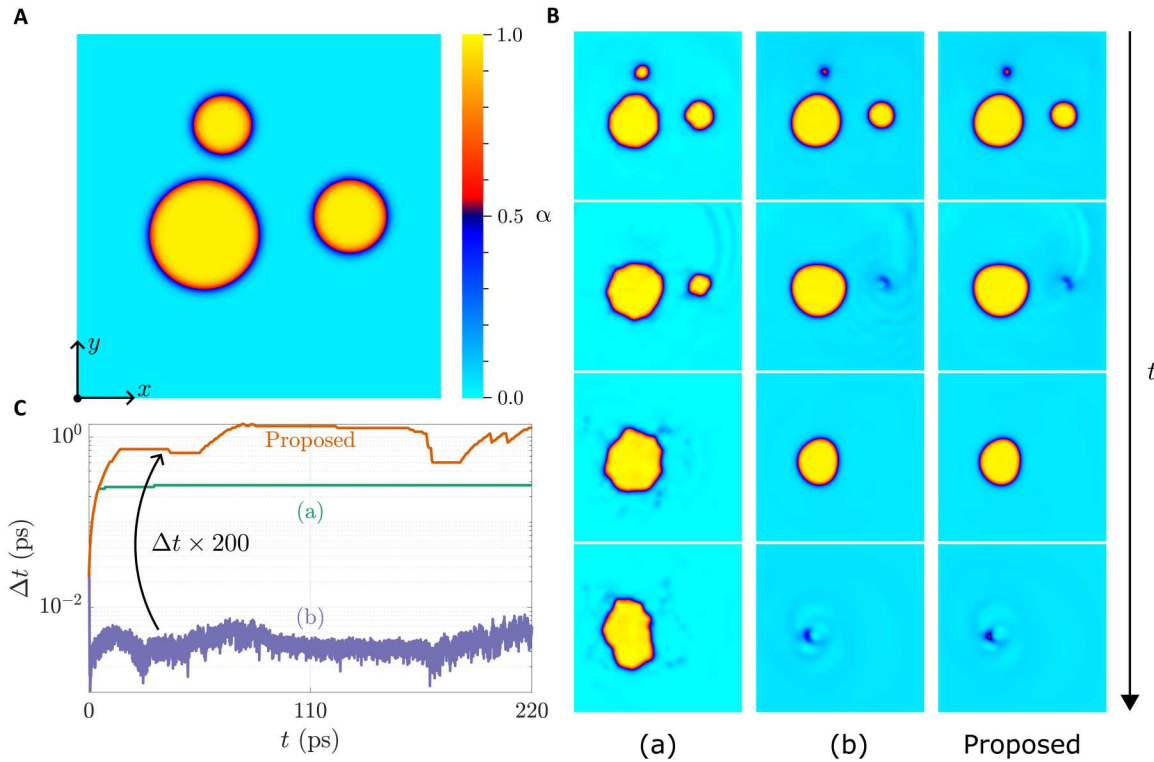 A
1.0
0.5
α
0.0
y
x
B
t
(a)
(b)
Proposed
C
10⁰
10⁻²
Δt (ps)
Proposed
(a)
Δt × 200
(b)
0
110
220
t (ps)